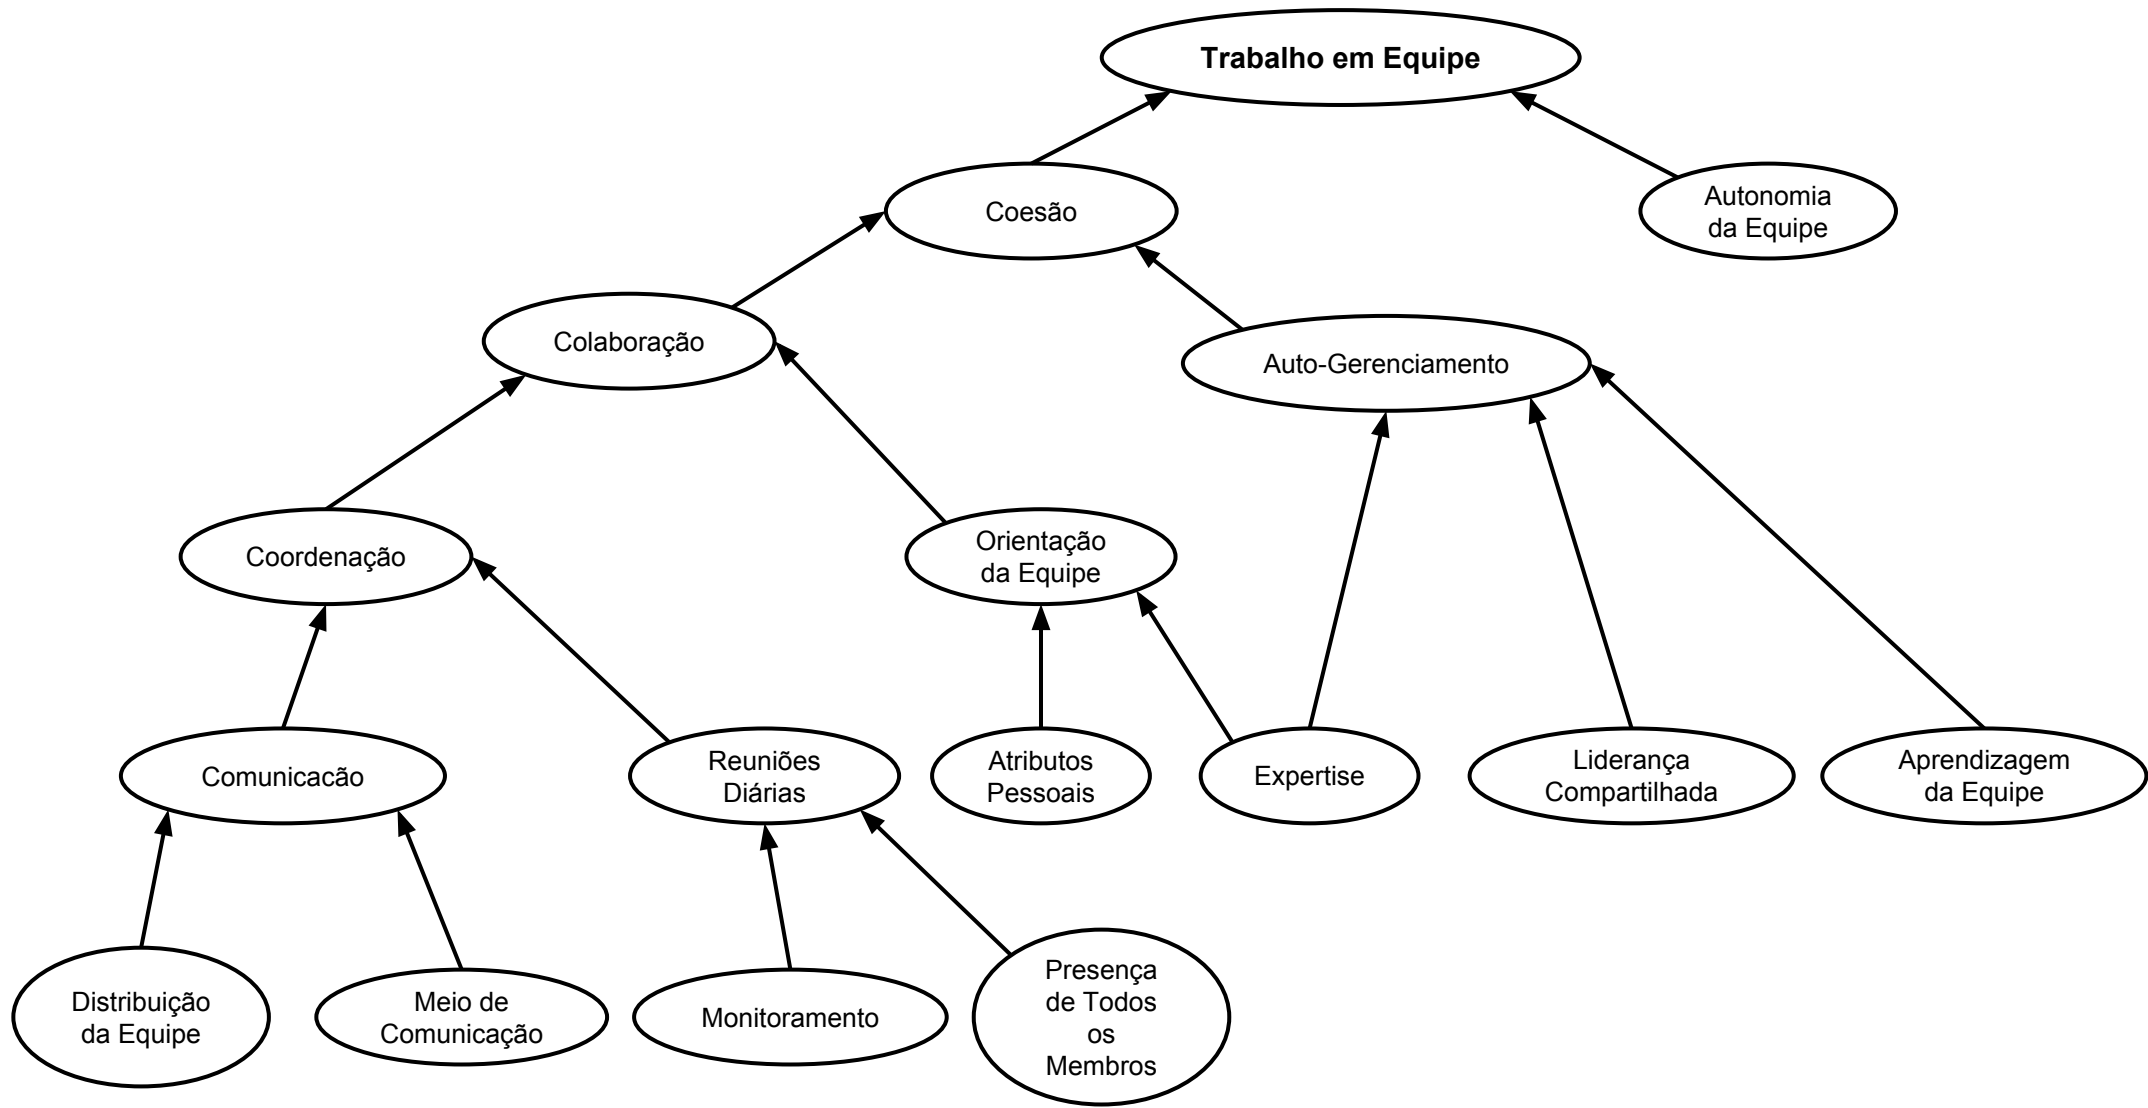 Trabalho em Equipe
Coesão
Autonomia
da Equipe
Colaboração
Auto-Gerenciamento
Coordenação
Orientação
da Equipe
Comunicacão
Reuniões
Diárias
Atributos
Pessoais
Expertise
Liderança
Compartilhada
Aprendizagem
da Equipe
Distribuição
da Equipe
Meio de
Comunicação
Monitoramento
Presença
de Todos
os
Membros